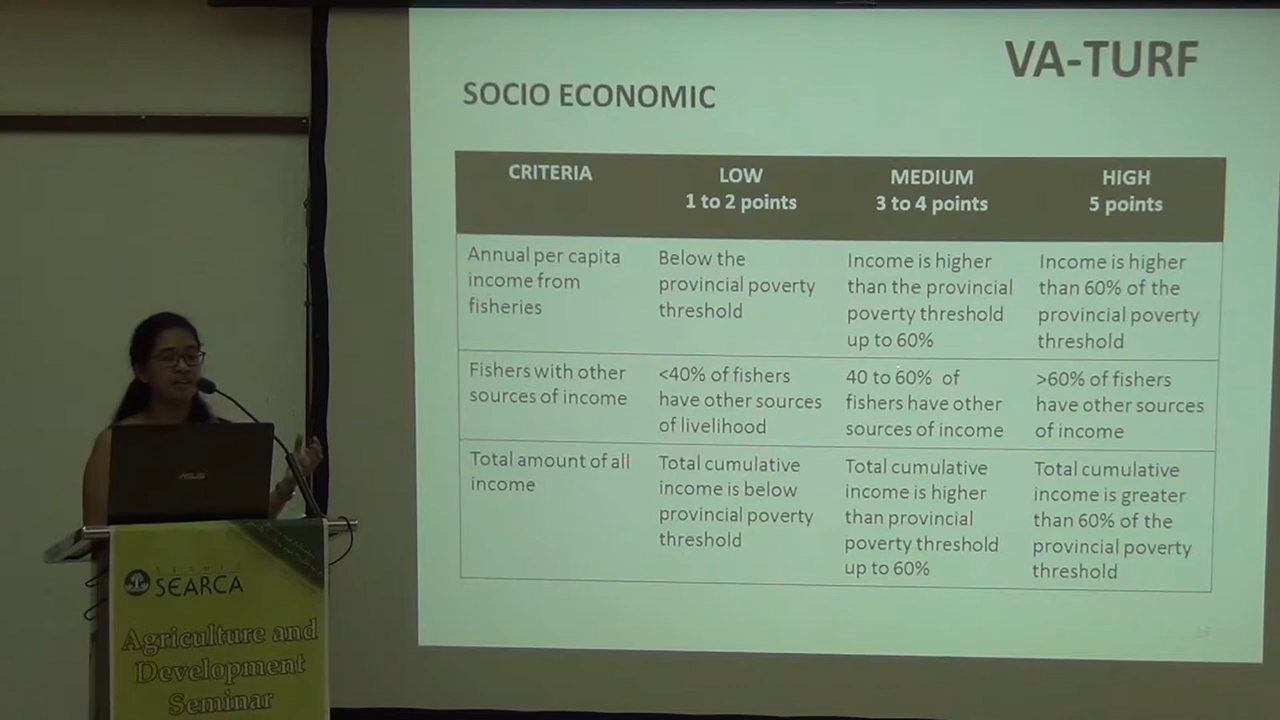 VA-TURF
SOCIO ECONOMIC
CRITERIA
LOW
1 to 2 points
MEDIUM
3 to 4 points
HIGH
5 points
Annual per capita
income from
fisheries
Below the
provincial poverty
threshold
Income is higher
than the provincial
poverty threshold
up to 60%
Income is higher
than 60% of the
provincial poverty
threshold
Fishers with other
sources of income
<40% of fishers
have other sources
of livelihood
40 to 60% of
fishers have other
sources of income
>60% of fishers
have other sources
of income
Total amount of all
income
Total cumulative
income is below
provincial poverty
threshold
Total cumulative
income is higher
than provincial
poverty threshold
up to 60%
Total cumulative
income is greater
than 60% of the
provincial poverty
threshold
ASUS
SEARCA
Agriculture and
Development
Seminar